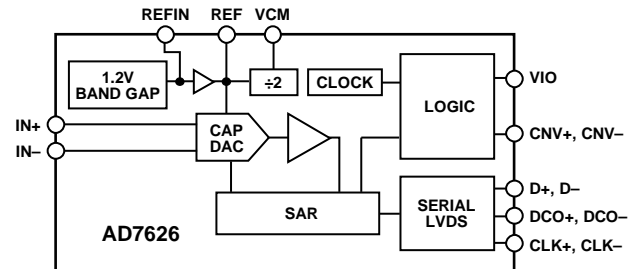 REFIN REF VCM
1.2V
BAND GAP
÷2
CLOCK
LOGIC
VIO
CNV+, CNV–
IN+
IN–
CAP
DAC
SAR
SERIAL
LVDS
D+, D–
DCO+, DCO–
CLK+, CLK–
AD7626